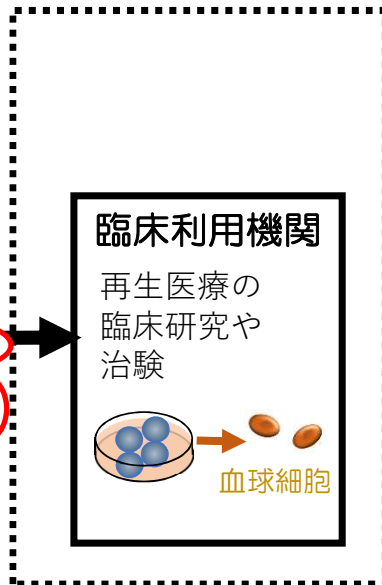 臨床利用機関
再生医療の
臨床研究や
治験
血球細胞